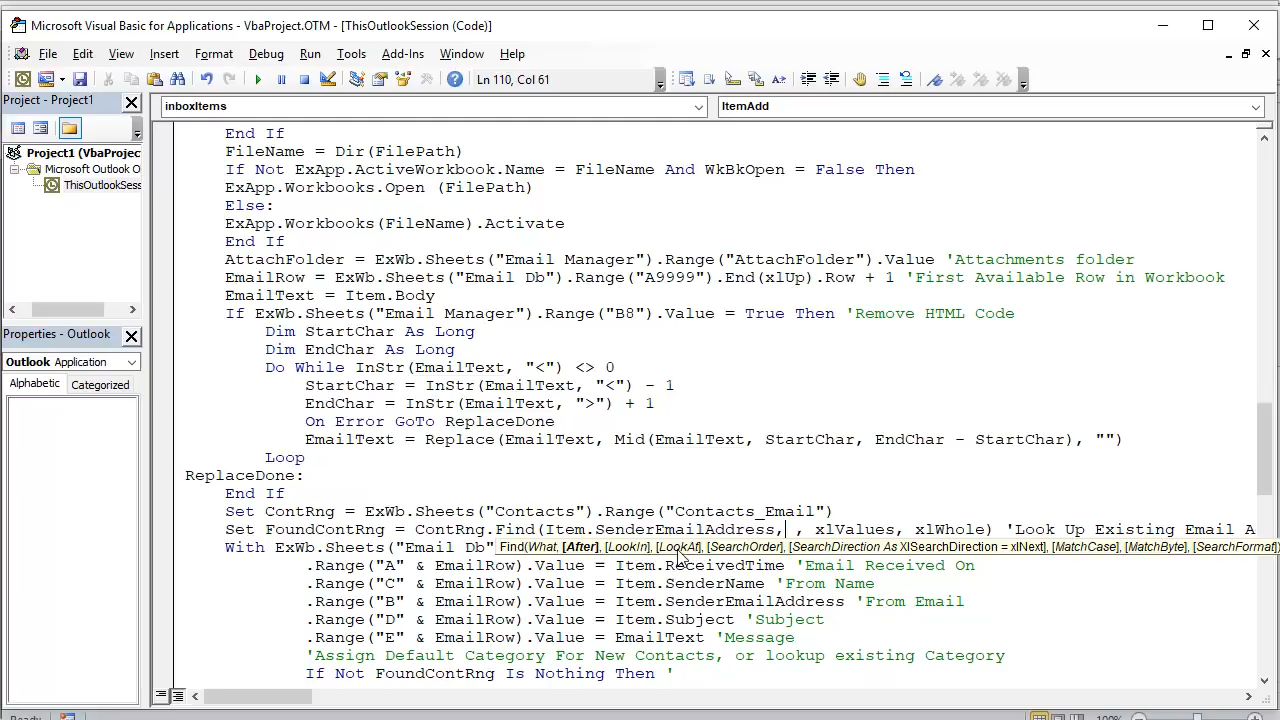 Microsoft Visual Basic for Applications - VbaProject.OTM - [ThisOutlookSession (Code)]
File Edit View Insert Format Debug Run Tools Add-Ins Window Help
Ln 110, Col 61
Project - Project1
inboxItems
ItemAdd
Project1 (VbaProjec
Microsoft Outlook O
ThisOutlookSess
End If
FileName = Dir(FilePath)
If Not ExApp.ActiveWorkbook.Name = FileName And WkBkOpen = False Then
ExApp.Workbooks.Open (FilePath)
Else:
ExApp.Workbooks(FileName).Activate
End If
AttachFolder = ExWb.Sheets("Email Manager").Range("AttachFolder").Value 'Attachments folder
EmailRow = ExWb.Sheets("Email Db").Range("A9999").End(xlUp).Row + 1 'First Available Row in Workbook
EmailText = Item.Body
If ExWb.Sheets("Email Manager").Range("B8").Value = True Then 'Remove HTML Code
Dim StartChar As Long
Dim EndChar As Long
Do While InStr(EmailText, "<") <> 0
StartChar = InStr(EmailText, "<") - 1
EndChar = InStr(EmailText, ">") + 1
On Error GoTo ReplaceDone
EmailText = Replace(EmailText, Mid(EmailText, StartChar, EndChar - StartChar), "")
Loop
ReplaceDone:
End If
Set ContRng = ExWb.Sheets("Contacts").Range("Contacts_Email")
Set FoundContRng = ContRng.Find(Item.SenderEmailAddress, , xlValues, xlWhole) 'Look Up Existing Email A
With ExWb.Sheets("Email Db"
Find(What, [After], [LookIn], [LookAt], [SearchOrder], [SearchDirection As XlSearchDirection = xlNext], [MatchCase], [MatchByte], [SearchFormat])
.Range("A" & EmailRow).Value = Item.ReceivedTime 'Email Received On
.Range("C" & EmailRow).Value = Item.SenderName 'From Name
.Range("B" & EmailRow).Value = Item.SenderEmailAddress 'From Email
.Range("D" & EmailRow).Value = Item.Subject 'Subject
.Range("E" & EmailRow).Value = EmailText 'Message
'Assign Default Category For New Contacts, or lookup existing Category
If Not FoundContRng Is Nothing Then '
Properties - Outlook
Outlook Application
Alphabetic Categorized
Ready
100%